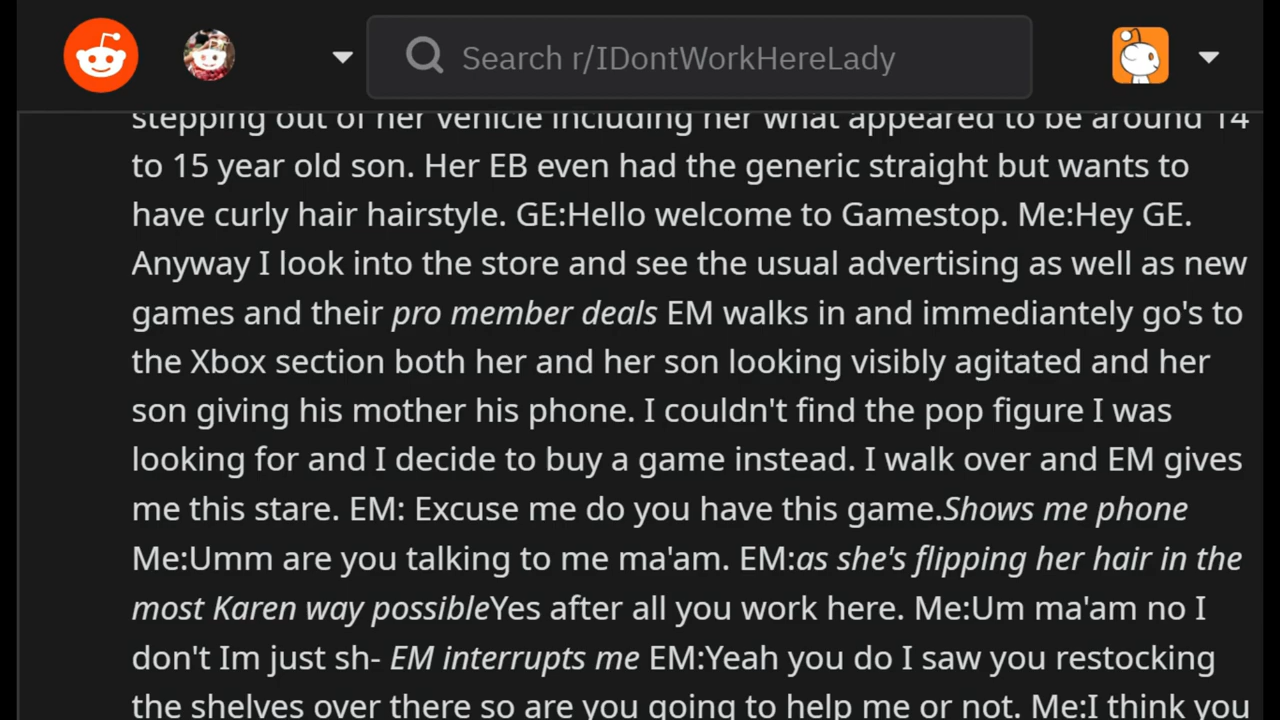 Search r/IDontWorkHereLady
stepping out of her vehicle including her what appeared to be around 14
to 15 year old son. Her EB even had the generic straight but wants to
have curly hair hairstyle. GE:Hello welcome to Gamestop. Me:Hey GE.
Anyway I look into the store and see the usual advertising as well as new
games and their pro member deals EM walks in and immediantely go's to
the Xbox section both her and her son looking visibly agitated and her
son giving his mother his phone. I couldn't find the pop figure I was
looking for and I decide to buy a game instead. I walk over and EM gives
me this stare. EM: Excuse me do you have this game.Shows me phone
Me:Umm are you talking to me ma'am. EM:as she's flipping her hair in the
most Karen way possibleYes after all you work here. Me:Um ma'am no I
don't Im just sh- EM interrupts me EM:Yeah you do I saw you restocking
the shelves over there so are you going to help me or not. Me:I think you